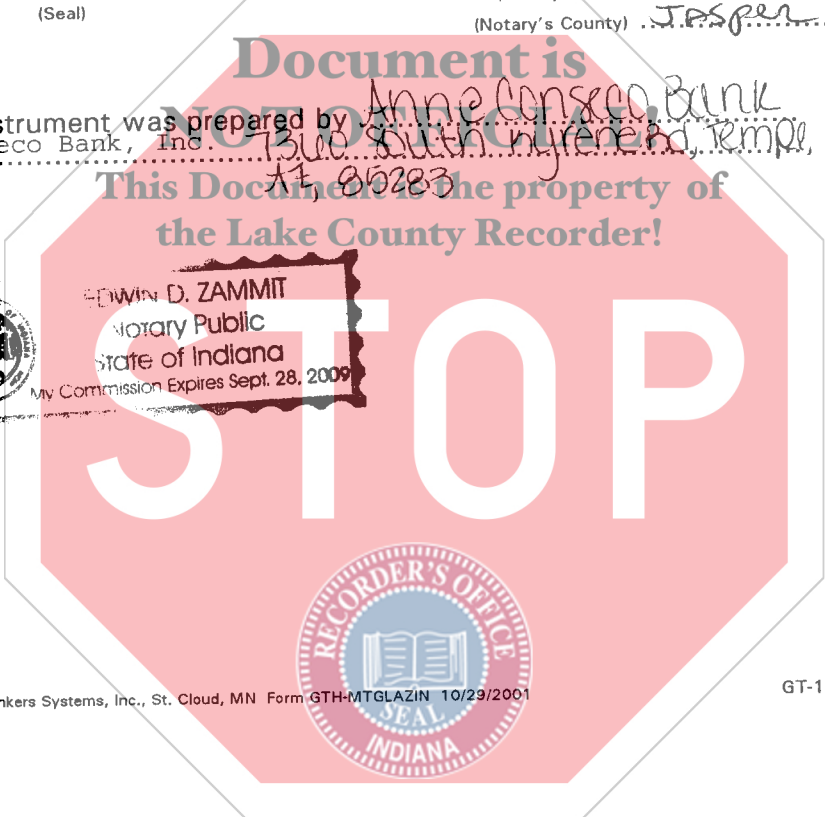 (Seal)
(Notary's County) Jasper
Document is
NOT OFFICIAL!
strument was prepared by Anne Conseco Bank
eco Bank, Inc. 7360 South Kyrene Rd, Tempe,
AZ, 85283
This Document is the property of
the Lake County Recorder!
EDWIN D. ZAMMIT
Notary Public
State of Indiana
My Commission Expires Sept. 28, 2009
STOP
RECORDER'S OFFICE
SEAL
INDIANA
nkers Systems, Inc., St. Cloud, MN Form GTH-MTGLAZIN 10/29/2001
GT-1